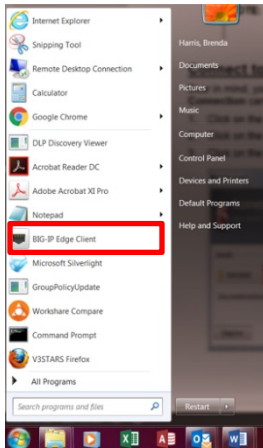 Internet Explorer
Snipping Tool
Remote Desktop Connection
Calculator
Google Chrome
DLP Discovery Viewer
Acrobat Reader DC
Adobe Acrobat XI Pro
Notepad
BIG-IP Edge Client
Microsoft Silverlight
GroupPolicyUpdate
Workshare Compare
Command Prompt
V3STARS Firefox
All Programs
Search programs and files
Harris, Brenda
Documents
Pictures
Music
Computer
Control Panel
Devices and Printers
Default Programs
Help and Support
Restart